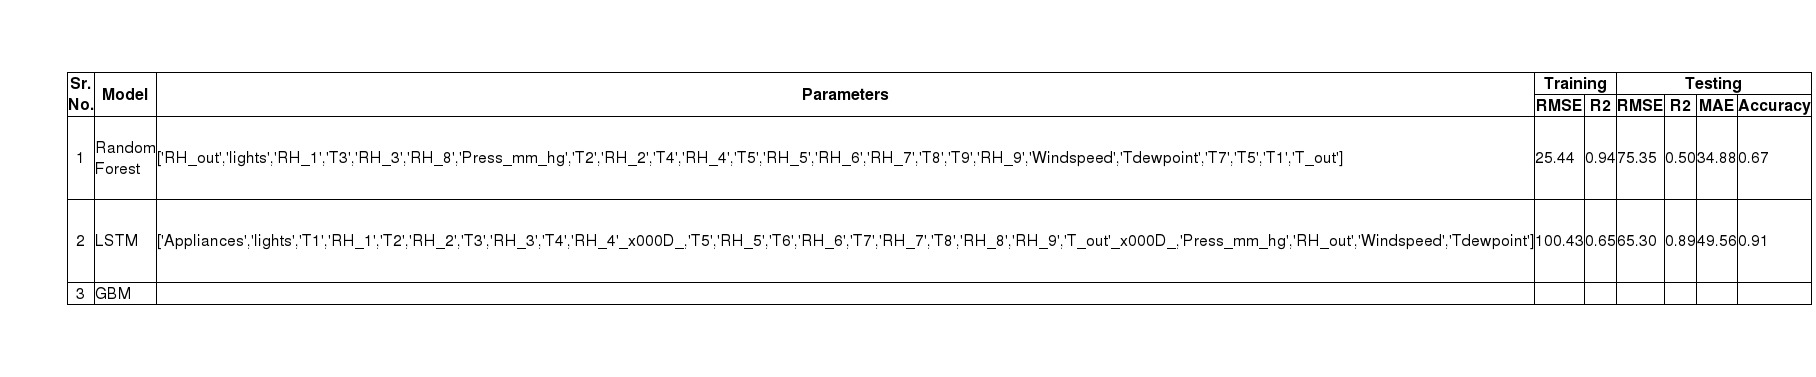 Sr. No. Model Parameters Training Testing
RMSE R2 RMSE R2 MAE Accuracy
1 Random Forest ['RH_out','lights','RH_1','T3','RH_3','RH_8','Press_mm_hg','T2','RH_2','T4','RH_4','T5','RH_5','RH_6','RH_7','T8','T9','RH_9','Windspeed','Tdewpoint','T7','T5','T1','T_out'] 25.44 0.94 75.35 0.50 34.88 0.67
2 LSTM ['Appliances','lights','T1','RH_1','T2','RH_2','T3','RH_3','T4','RH_4'_x000D_,'T5','RH_5','T6','RH_6','T7','RH_7','T8','RH_8','RH_9','T_out'_x000D_,'Press_mm_hg','RH_out','Windspeed','Tdewpoint'] 100.43 0.65 65.30 0.89 49.56 0.91
3 GBM